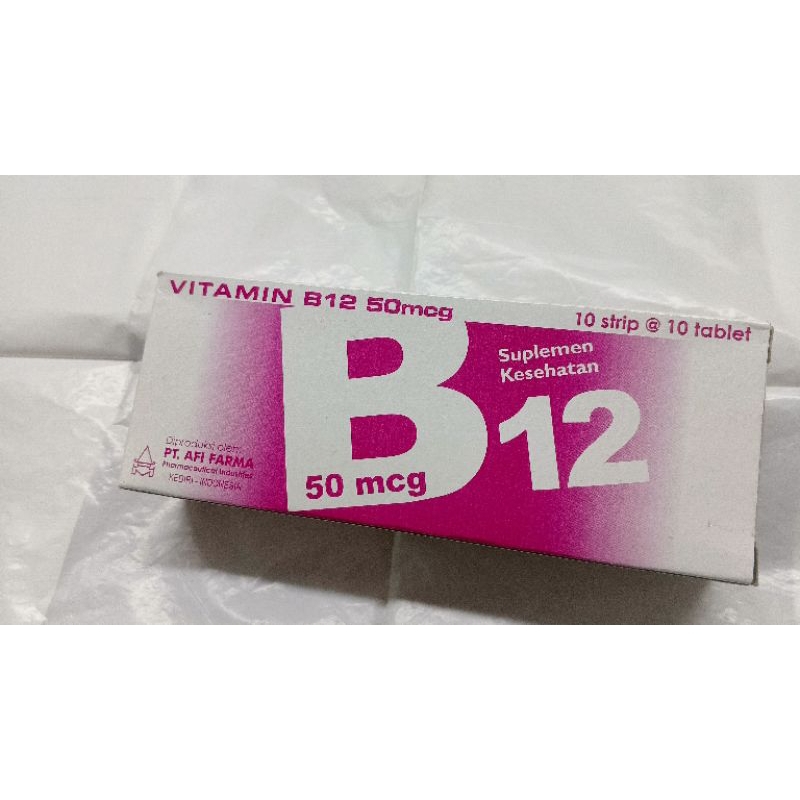 VITAMIN B12 50mcg
10 strip @ 10 tablet
B12
Suplemen
Kesehatan
50 mcg
Diproduksi oleh:
PT. AFI FARMA
Pharmaceutical Industries
KEDIRI - INDONESIA